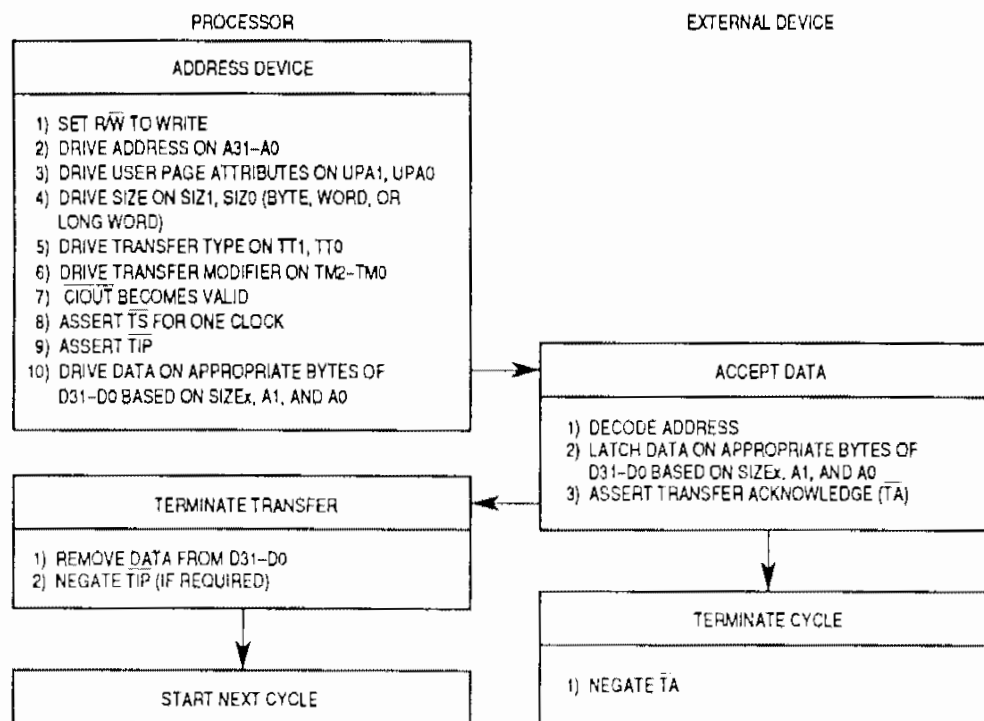 PROCESSOR
EXTERNAL DEVICE
ADDRESS DEVICE
1) SET R/W̅ TO WRITE
2) DRIVE ADDRESS ON A31–A0
3) DRIVE USER PAGE ATTRIBUTES ON UPA1, UPA0
4) DRIVE SIZE ON SIZ1, SIZ0 (BYTE, WORD, OR
LONG WORD)
5) DRIVE TRANSFER TYPE ON TT1, TT0
6) DRIVE TRANSFER MODIFIER ON TM2–TM0
7) C̅I̅O̅U̅T̅ BECOMES VALID
8) ASSERT T̅S̅ FOR ONE CLOCK
9) ASSERT T̅I̅P̅
10) DRIVE DATA ON APPROPRIATE BYTES OF
D31–D0 BASED ON SIZEx, A1, AND A0
ACCEPT DATA
1) DECODE ADDRESS
2) LATCH DATA ON APPROPRIATE BYTES OF
D31–D0 BASED ON SIZEx, A1, AND A0
3) ASSERT TRANSFER ACKNOWLEDGE (T̅A̅)
TERMINATE TRANSFER
1) REMOVE DATA FROM D31–D0
2) NEGATE T̅I̅P̅ (IF REQUIRED)
TERMINATE CYCLE
1) NEGATE T̅A̅
START NEXT CYCLE